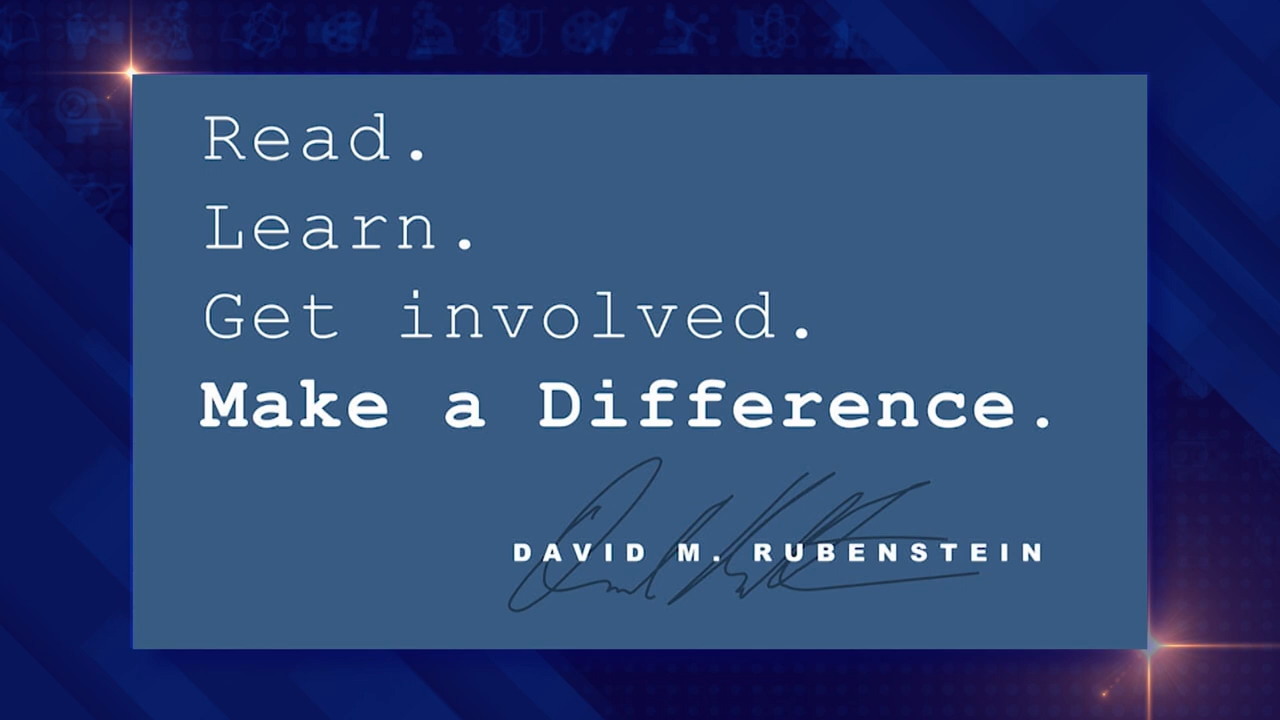 Read.
Learn.
Get involved.
Make a Difference.
DAVID M. RUBENSTEIN